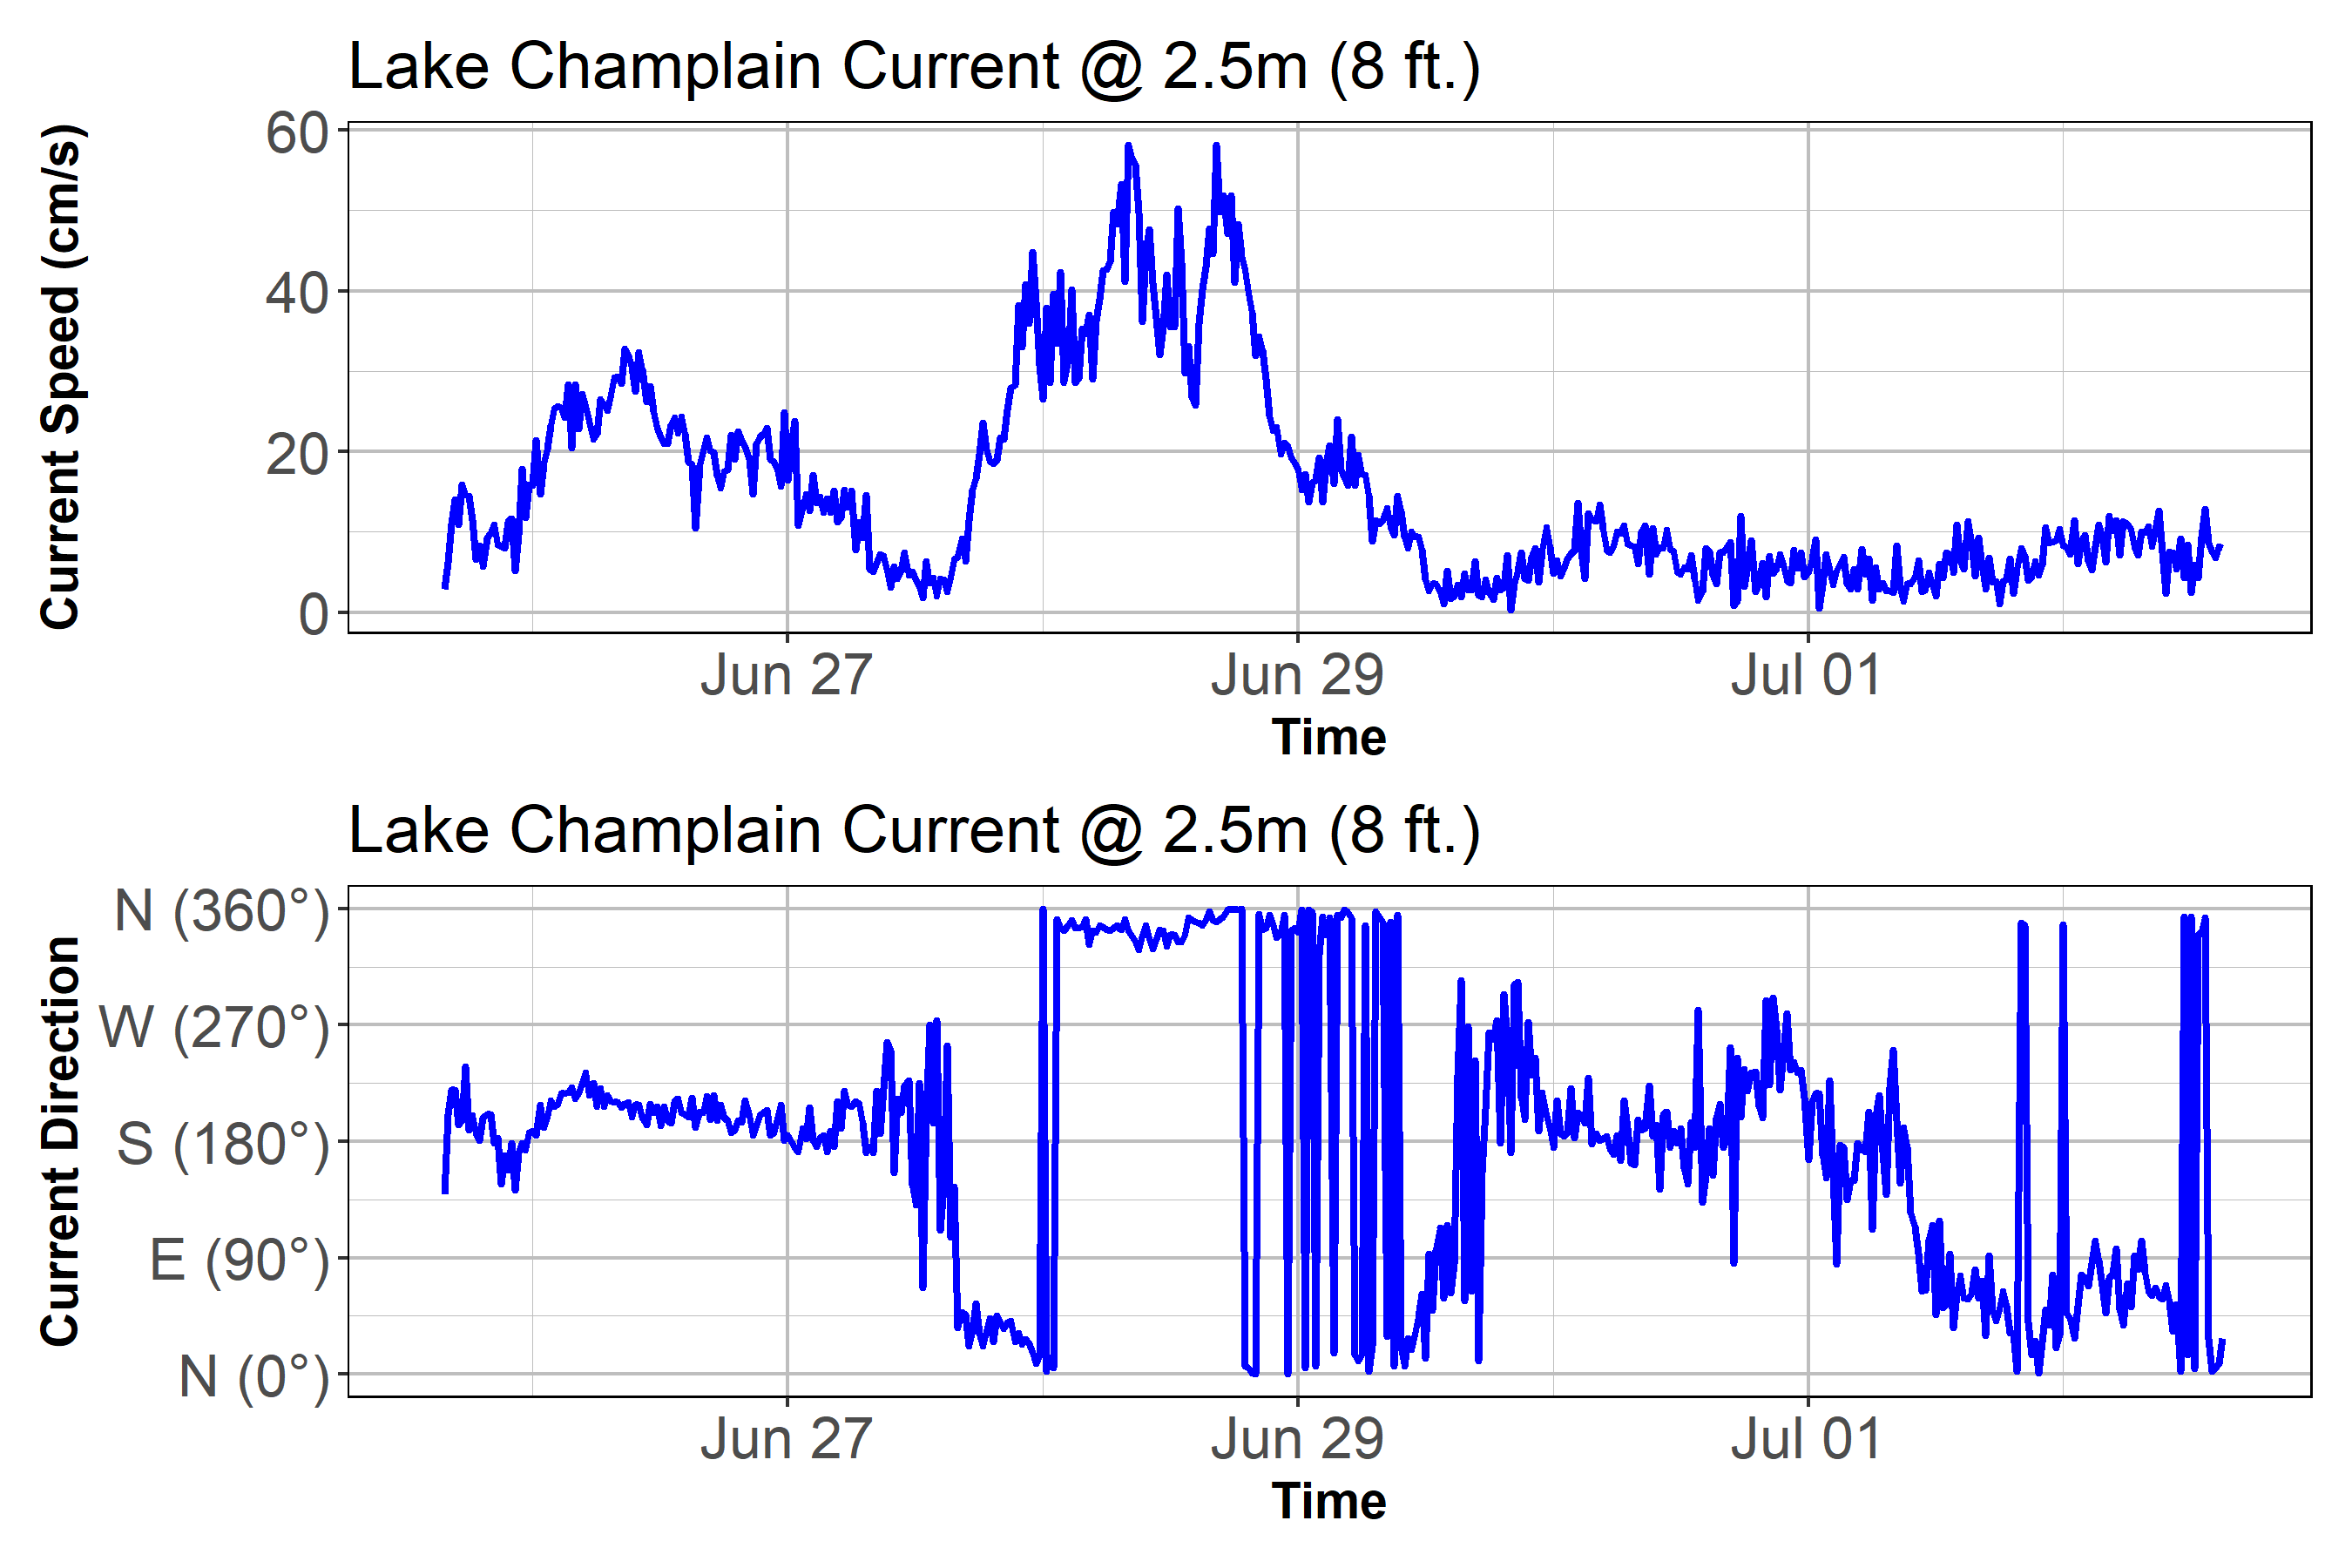 Lake Champlain Current @ 2.5m (8 ft.)
Current Speed (cm/s)
60
40
20
0
Jun 27
Jun 29
Jul 01
Time
Lake Champlain Current @ 2.5m (8 ft.)
Current Direction
N (360°)
W (270°)
S (180°)
E (90°)
N (0°)
Jun 27
Jun 29
Jul 01
Time